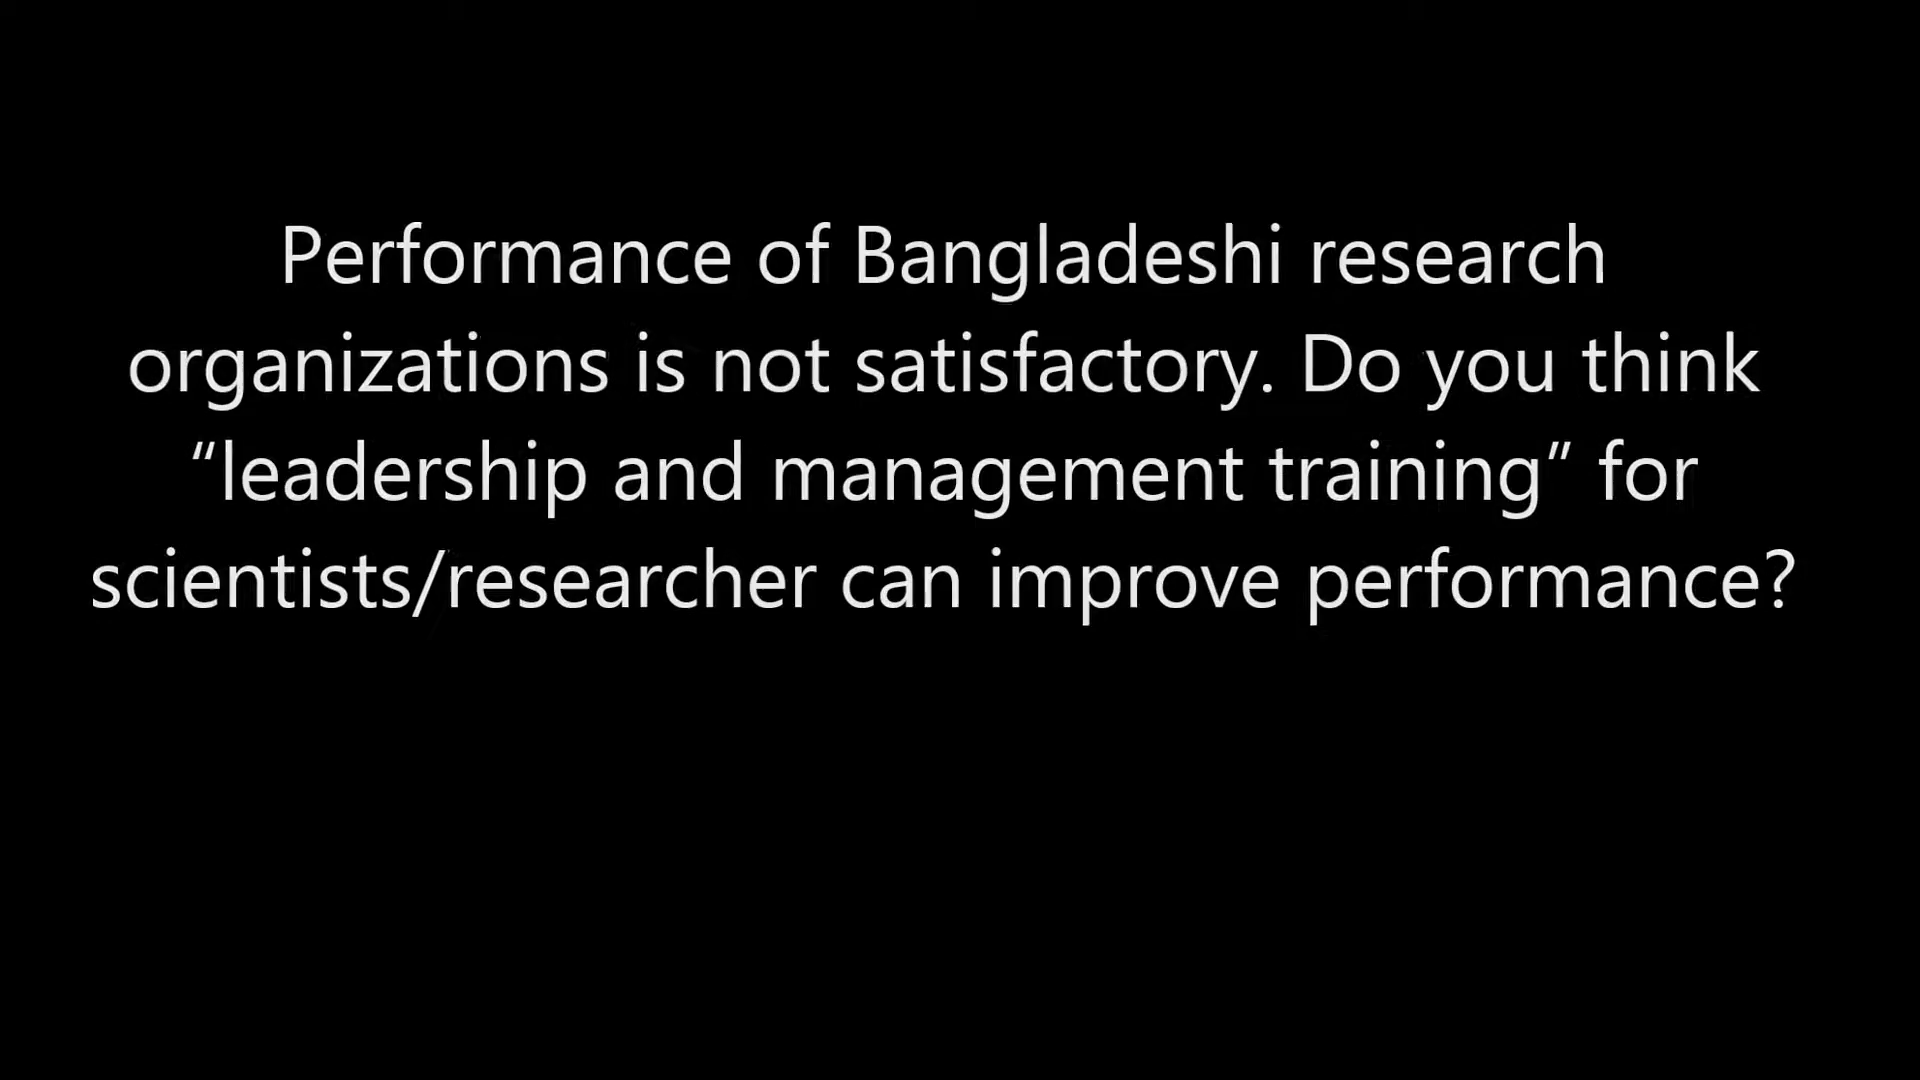 Performance of Bangladeshi research
organizations is not satisfactory. Do you think
“leadership and management training” for
scientists/researcher can improve performance?